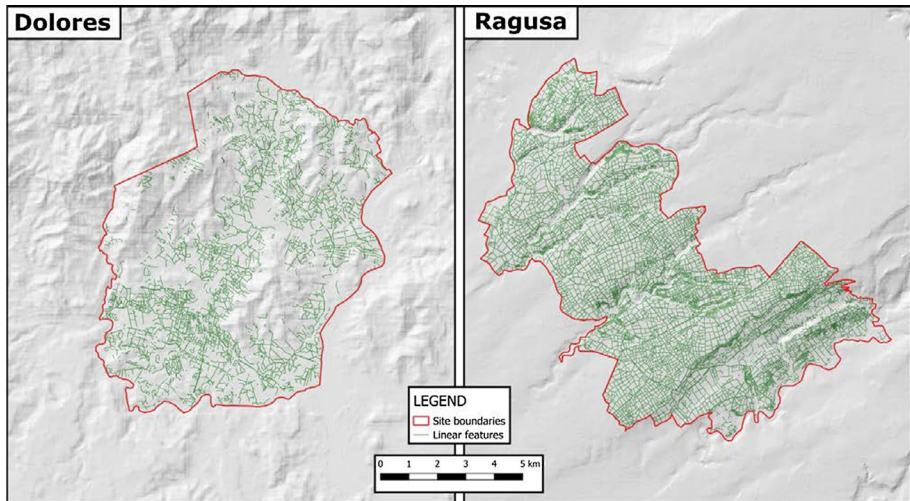 Dolores
Ragusa
LEGEND
Site boundaries
Linear features
0 1 2 3 4 5 km